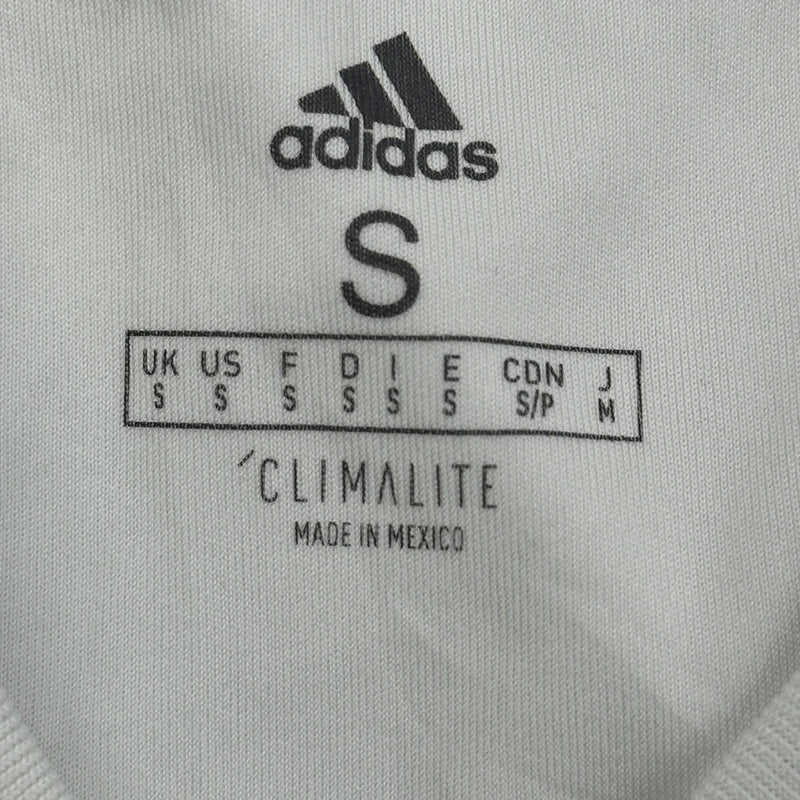 adidas
S
UK US F D I E CDN J
S S S S S S S/P M
´CLIMALITE
MADE IN MEXICO